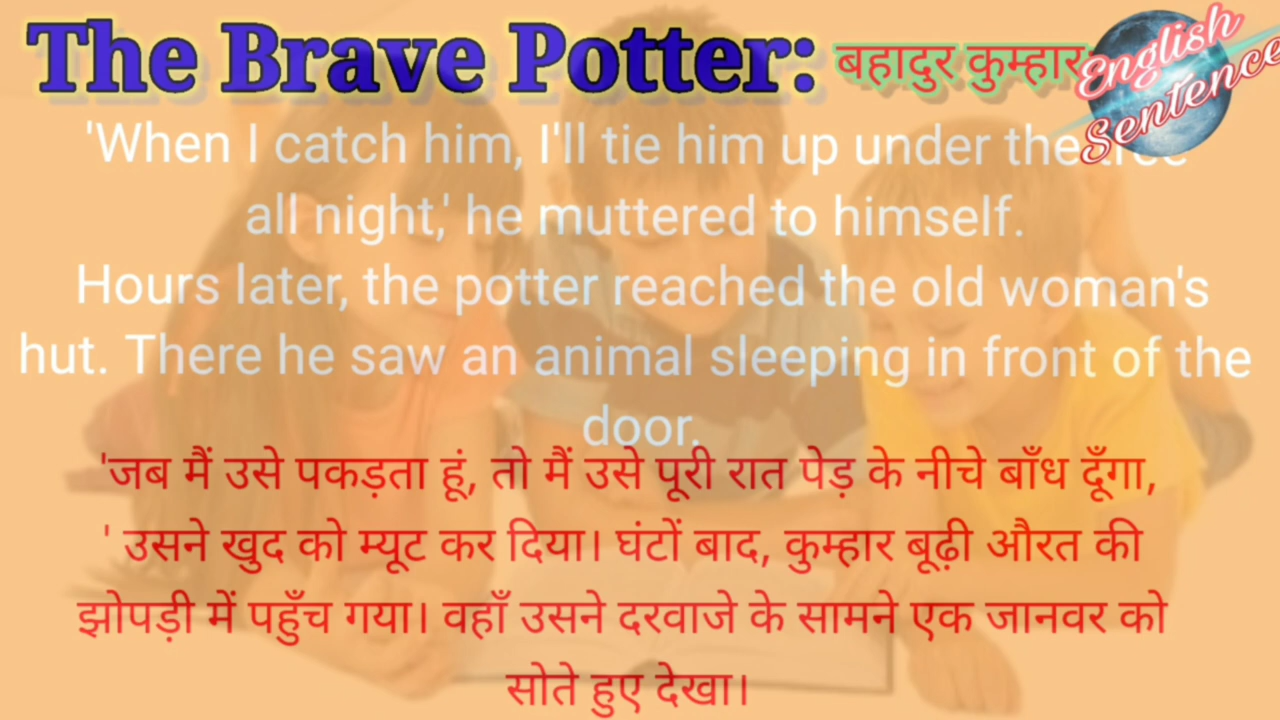 The Brave Potter: बहादुर कुम्हार
English
Sentence
'When I catch him, I'll tie him up under the tree
all night,' he muttered to himself.
Hours later, the potter reached the old woman's
hut. There he saw an animal sleeping in front of the
door.
'जब मैं उसे पकड़ता हूं, तो मैं उसे पूरी रात पेड़ के नीचे बाँध दूँगा,
' उसने खुद को म्यूट कर दिया। घंटों बाद, कुम्हार बूढ़ी औरत की
झोपड़ी में पहुँच गया। वहाँ उसने दरवाजे के सामने एक जानवर को
सोते हुए देखा।